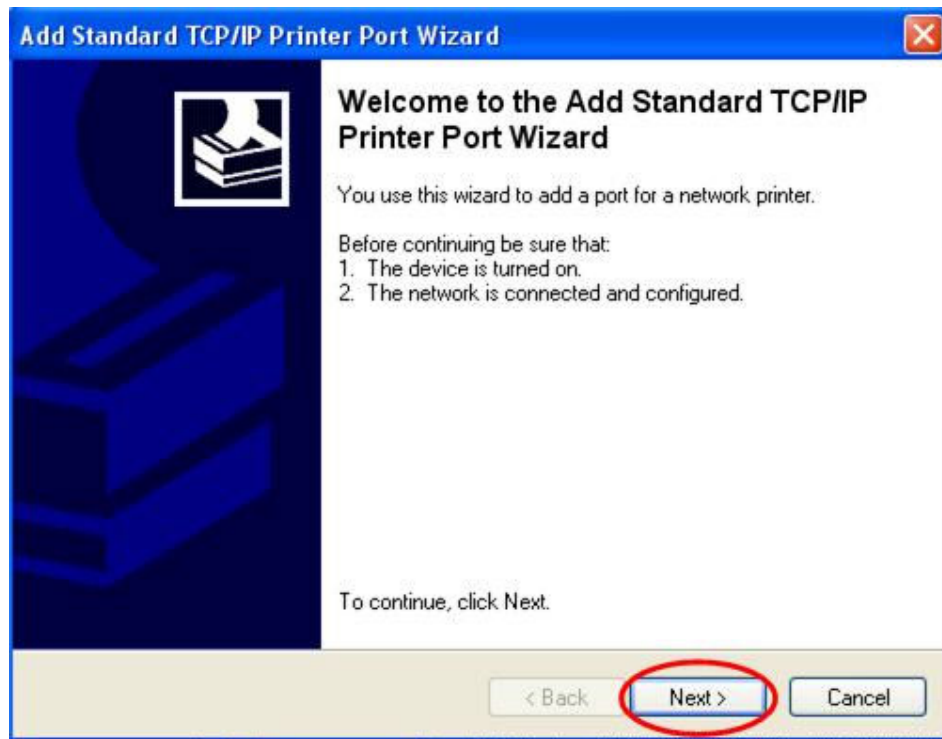 Add Standard TCP/IP Printer Port Wizard
Welcome to the Add Standard TCP/IP
Printer Port Wizard
You use this wizard to add a port for a network printer.
Before continuing be sure that:
1. The device is turned on.
2. The network is connected and configured.
To continue, click Next.
< Back Next > Cancel